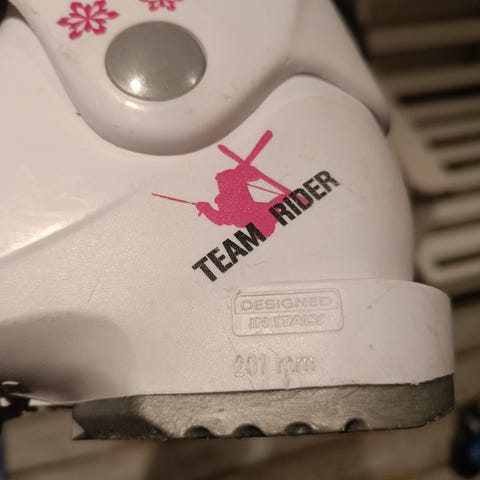 TEAM RIDER
DESIGNED
IN ITALY
201 mm